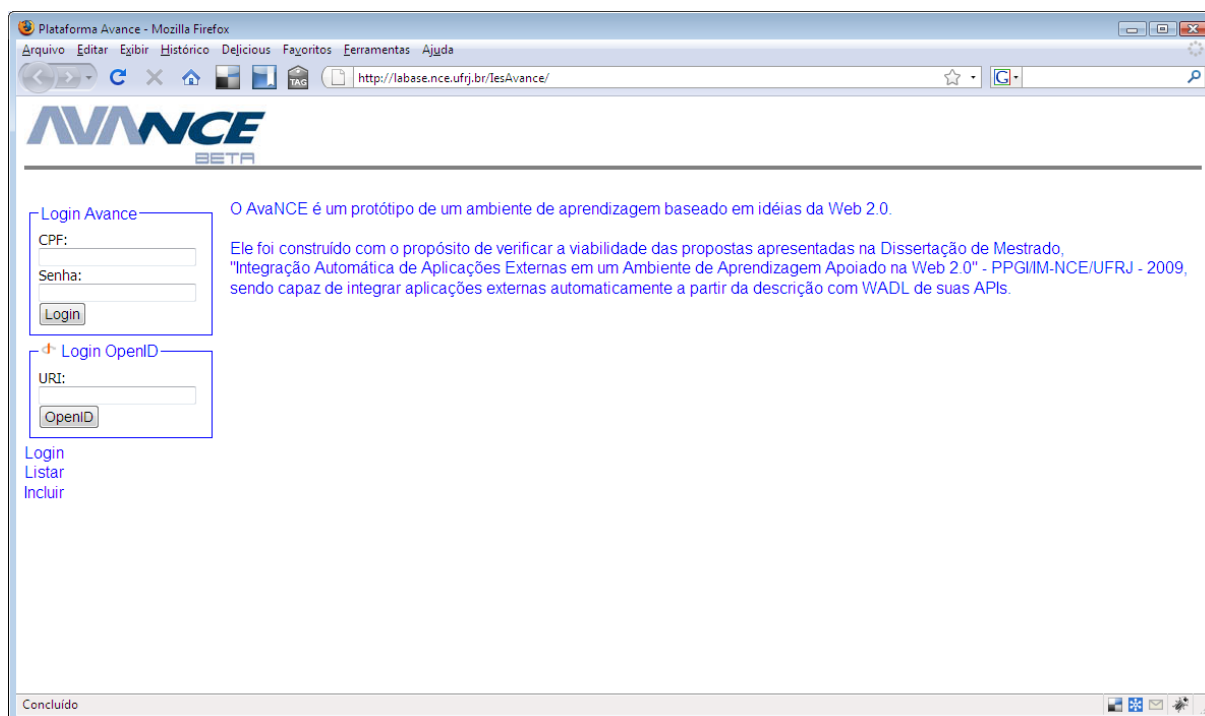 Plataforma Avance - Mozilla Firefox
Arquivo Editar Exibir Histórico Delicious Favoritos Ferramentas Ajuda
TAG http://labase.nce.ufrj.br/IesAvance/ G
AVANCE
BETA
Login Avance
CPF:
Senha:
Login
Login OpenID
URI:
OpenID
Login
Listar
Incluir
O AvaNCE é um protótipo de um ambiente de aprendizagem baseado em idéias da Web 2.0.
Ele foi construído com o propósito de verificar a viabilidade das propostas apresentadas na Dissertação de Mestrado,
"Integração Automática de Aplicações Externas em um Ambiente de Aprendizagem Apoiado na Web 2.0" - PPGI/IM-NCE/UFRJ - 2009,
sendo capaz de integrar aplicações externas automaticamente a partir da descrição com WADL de suas APIs.
Concluído